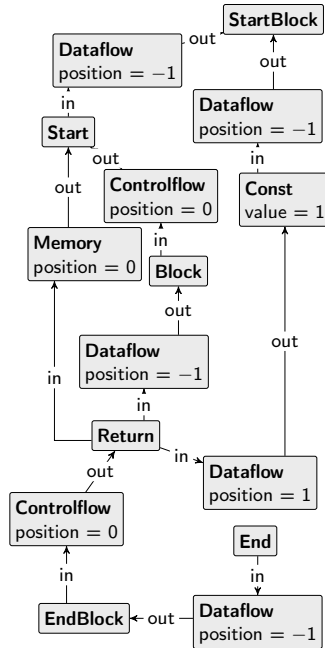 StartBlock
Dataflow
position = −1
out
out
in
Dataflow
position = −1
Start
out
in
Controlflow
position = 0
Const
value = 1
out
in
Memory
position = 0
Block
out
out
Dataflow
position = −1
in
in
Return
in
out
Dataflow
position = 1
Controlflow
position = 0
End
in
in
Dataflow
position = −1
EndBlock
out